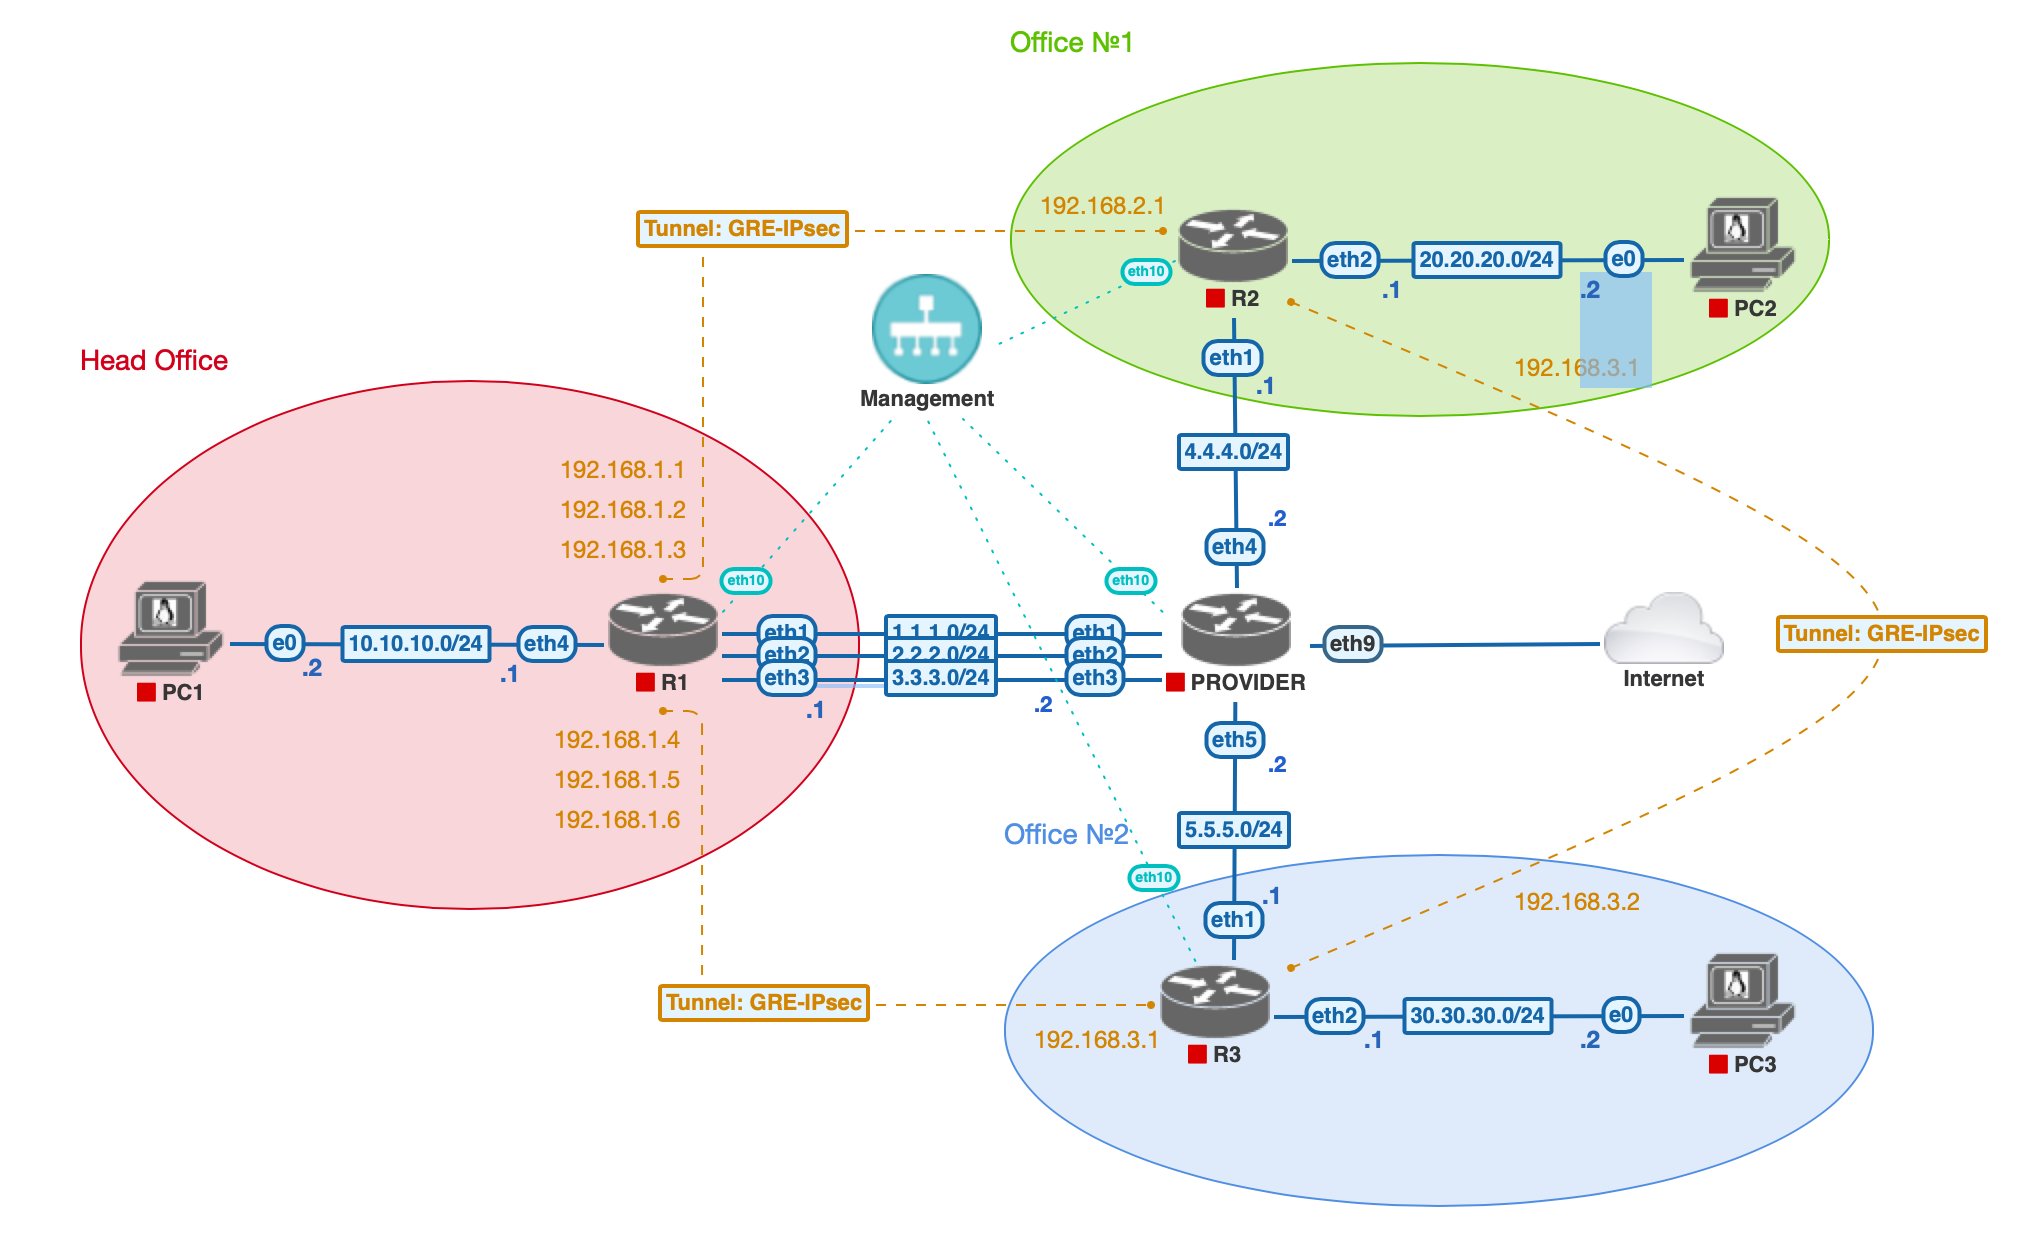 Office №1
192.168.2.1
Tunnel: GRE-IPsec
eth10
eth2
20.20.20.0/24
e0
.1
.2
R2
PC2
Management
eth1
.1
192.168.3.1
Head Office
4.4.4.0/24
192.168.1.1
192.168.1.2
192.168.1.3
.2
eth4
eth10
eth10
e0
10.10.10.0/24
eth4
.2
.1
PC1
R1
eth1
1.1.1.0/24
eth1
eth2
2.2.2.0/24
eth2
eth3
3.3.3.0/24
eth3
.1
.2
PROVIDER
eth9
Internet
Tunnel: GRE-IPsec
192.168.1.4
192.168.1.5
192.168.1.6
eth5
.2
Office №2
5.5.5.0/24
eth10
.1
eth1
192.168.3.2
Tunnel: GRE-IPsec
192.168.3.1
R3
eth2
30.30.30.0/24
e0
.1
.2
PC3